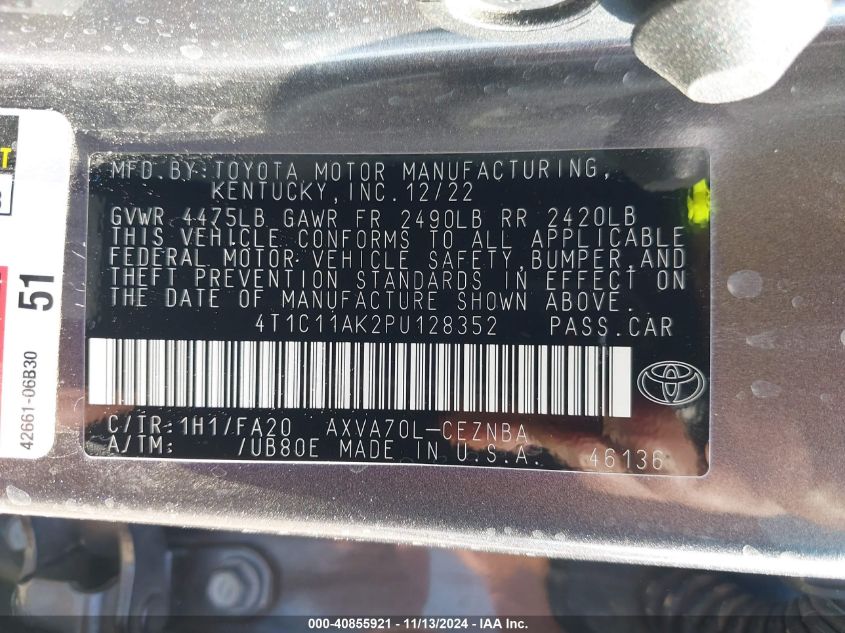 MFD.BY:TOYOTA MOTOR MANUFACTURING,
KENTUCKY,INC.12/22
GVWR 4475LB GAWR FR 2490LB RR 2420LB
THIS VEHICLE CONFORMS TO ALL APPLICABLE
FEDERAL MOTOR VEHICLE SAFETY,BUMPER,AND
THEFT PREVENTION STANDARDS IN EFFECT ON
THE DATE OF MANUFACTURE SHOWN ABOVE.
4T1C11AK2PU128352 PASS.CAR
C/TR:1H1/FA20 AXVA70L-CEZNBA
A/TM: /UB80E MADE IN U.S.A. 46136
51
42661-06B30
000-40855921 - 11/13/2024 - IAA Inc.